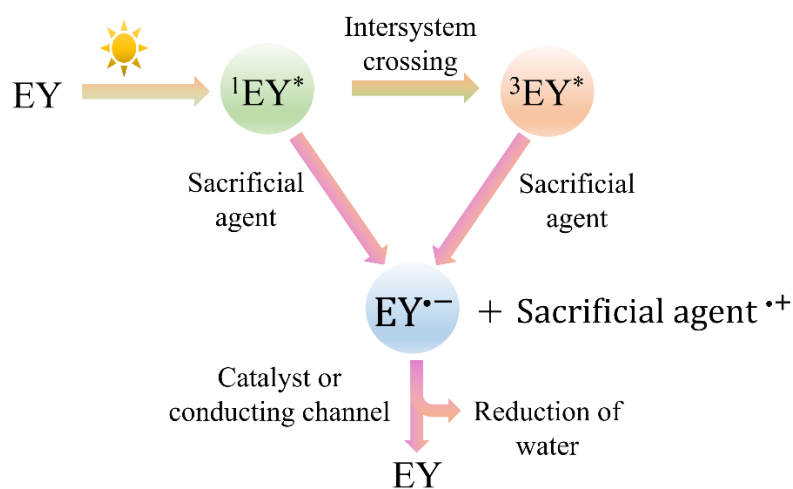 Intersystem
crossing
EY
¹EY*
³EY*
Sacrificial
agent
Sacrificial
agent
EY•− + Sacrificial agent •+
Catalyst or
conducting channel
Reduction of
water
EY